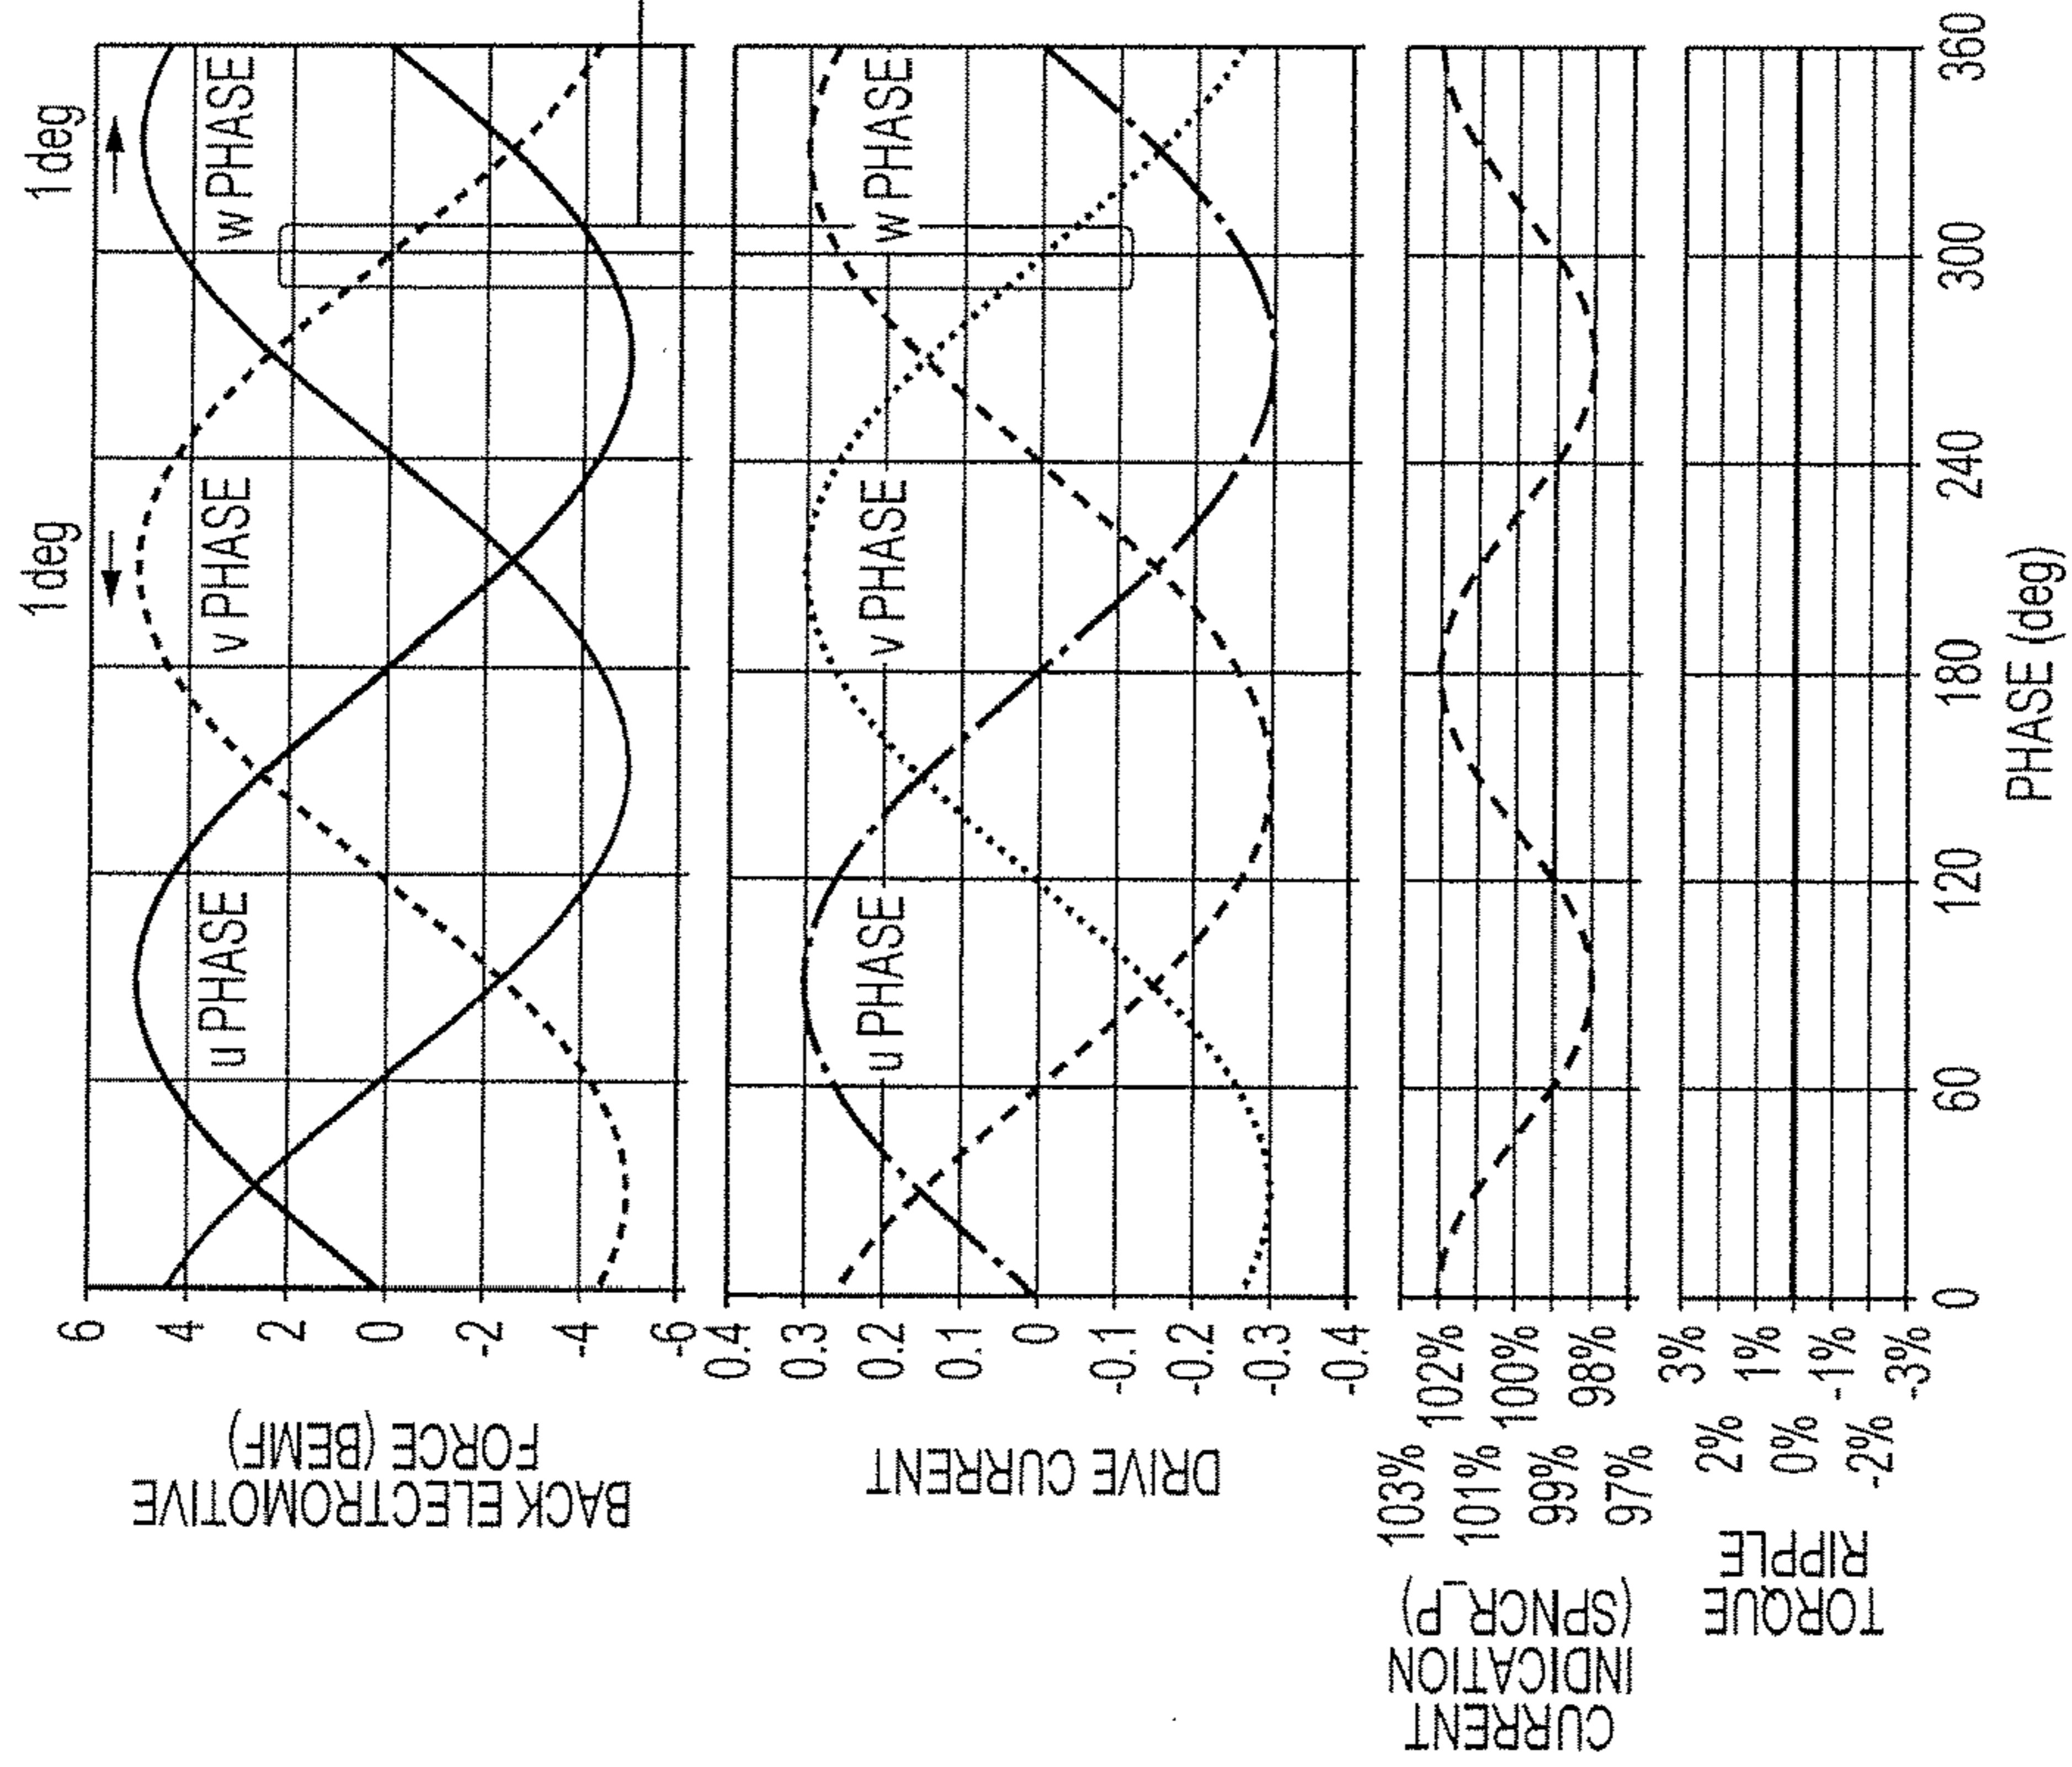 1deg
1deg
BACK ELECTROMOTIVE
FORCE (BEMF)
6
4
2
0
-2
-4
-6
u PHASE
v PHASE
w PHASE
DRIVE CURRENT
0.4
0.3
0.2
0.1
0
-0.1
-0.2
-0.3
-0.4
u PHASE
v PHASE
w PHASE
CURRENT
INDICATION
(SPNCR_P)
103%
102%
101%
100%
99%
98%
97%
TORQUE
RIPPLE
3%
2%
1%
0%
-1%
-2%
-3%
0
60
120
180
240
300
360
PHASE (deg)